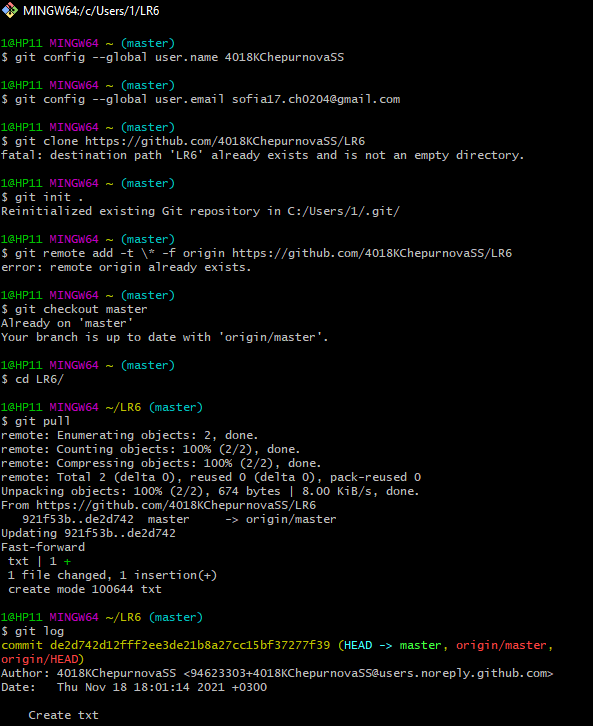 MINGW64:/c/Users/1/LR6
1@HP11 MINGW64 ~ (master)
$ git config --global user.name 4018KChepurnovaSS
1@HP11 MINGW64 ~ (master)
$ git config --global user.email sofia17.ch0204@gmail.com
1@HP11 MINGW64 ~ (master)
$ git clone https://github.com/4018KChepurnovaSS/LR6
fatal: destination path 'LR6' already exists and is not an empty directory.
1@HP11 MINGW64 ~ (master)
$ git init .
Reinitialized existing Git repository in C:/Users/1/.git/
1@HP11 MINGW64 ~ (master)
$ git remote add -t \* -f origin https://github.com/4018KChepurnovaSS/LR6
error: remote origin already exists.
1@HP11 MINGW64 ~ (master)
$ git checkout master
Already on 'master'
Your branch is up to date with 'origin/master'.
1@HP11 MINGW64 ~ (master)
$ cd LR6/
1@HP11 MINGW64 ~/LR6 (master)
$ git pull
remote: Enumerating objects: 2, done.
remote: Counting objects: 100% (2/2), done.
remote: Compressing objects: 100% (2/2), done.
remote: Total 2 (delta 0), reused 0 (delta 0), pack-reused 0
Unpacking objects: 100% (2/2), 674 bytes | 8.00 KiB/s, done.
From https://github.com/4018KChepurnovaSS/LR6
   921f53b..de2d742  master     -> origin/master
Updating 921f53b..de2d742
Fast-forward
 txt | 1 +
 1 file changed, 1 insertion(+)
 create mode 100644 txt
1@HP11 MINGW64 ~/LR6 (master)
$ git log
commit de2d742d12fff2ee3de21b8a27cc15bf37277f39 (HEAD -> master, origin/master,
origin/HEAD)
Author: 4018KChepurnovaSS <94623303+4018KChepurnovaSS@users.noreply.github.com>
Date:   Thu Nov 18 18:01:14 2021 +0300
    Create txt